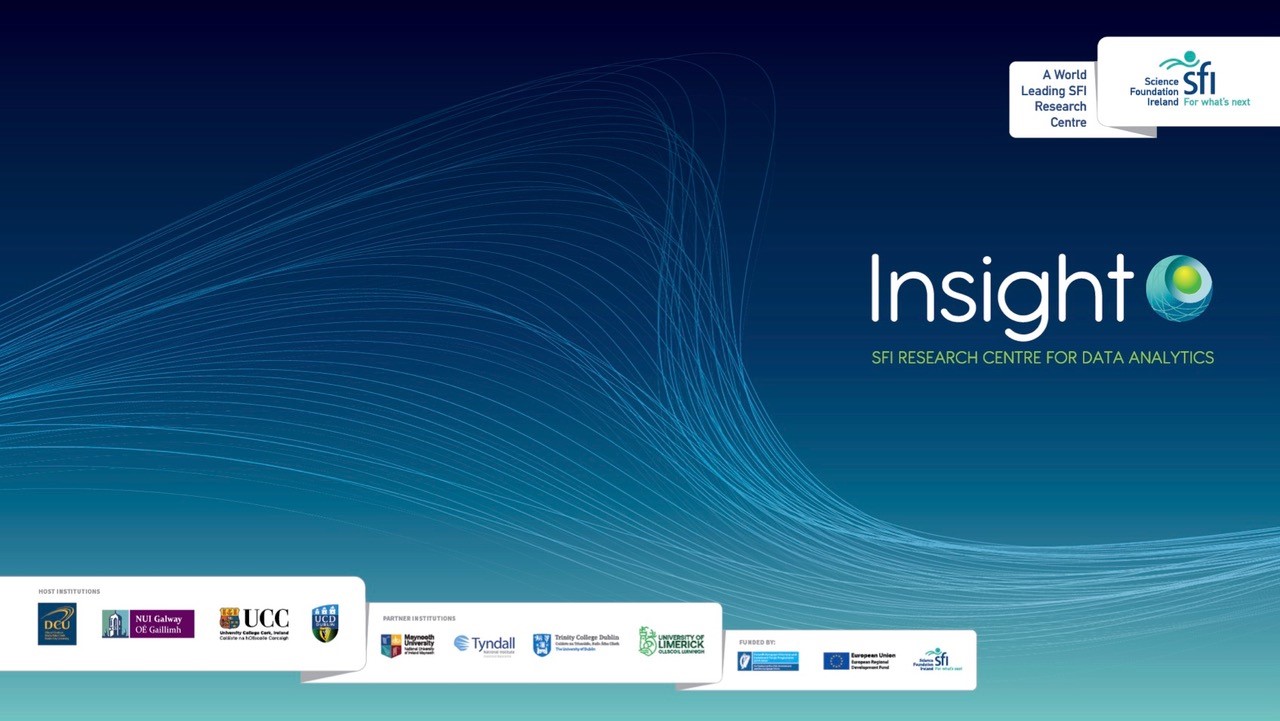 A World
Leading SFI
Research
Centre
Science
Foundation
Ireland
sfi
For what's next
Insight
SFI RESEARCH CENTRE FOR DATA ANALYTICS
HOST INSTITUTIONS
DCU
NUI Galway
OÉ Gaillimh
UCC
University College Cork, Ireland
Coláiste na hOllscoile Corcaigh
UCD
DUBLIN
PARTNER INSTITUTIONS
Maynooth
University
National University
of Ireland Maynooth
Tyndall
Trinity College Dublin
Coláiste na Tríonóide, Baile Átha Cliath
The University of Dublin
UNIVERSITY OF
LIMERICK
OLLSCOIL LUIMNIGH
FUNDED BY:
European Union
European Regional
Development Fund
Science
Foundation
Ireland
sfi
For what's next